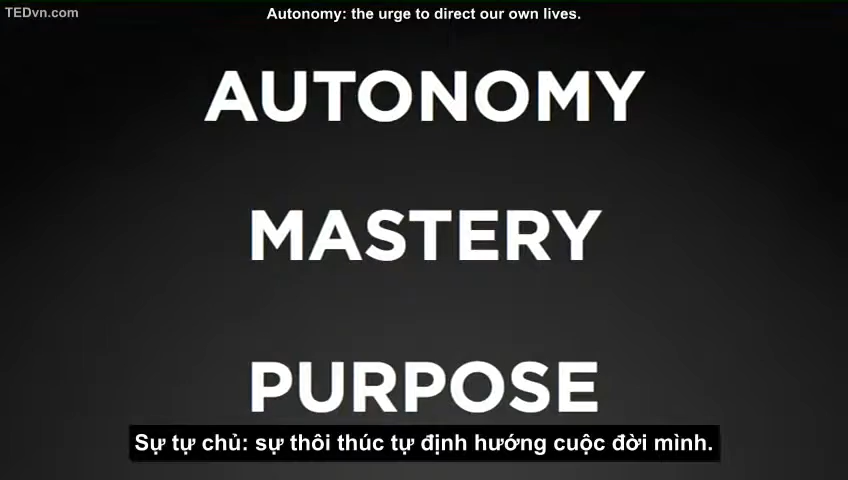 TEDvn.com
Autonomy: the urge to direct our own lives.
AUTONOMY
MASTERY
PURPOSE
Sự tự chủ: sự thôi thúc tự định hướng cuộc đời mình.